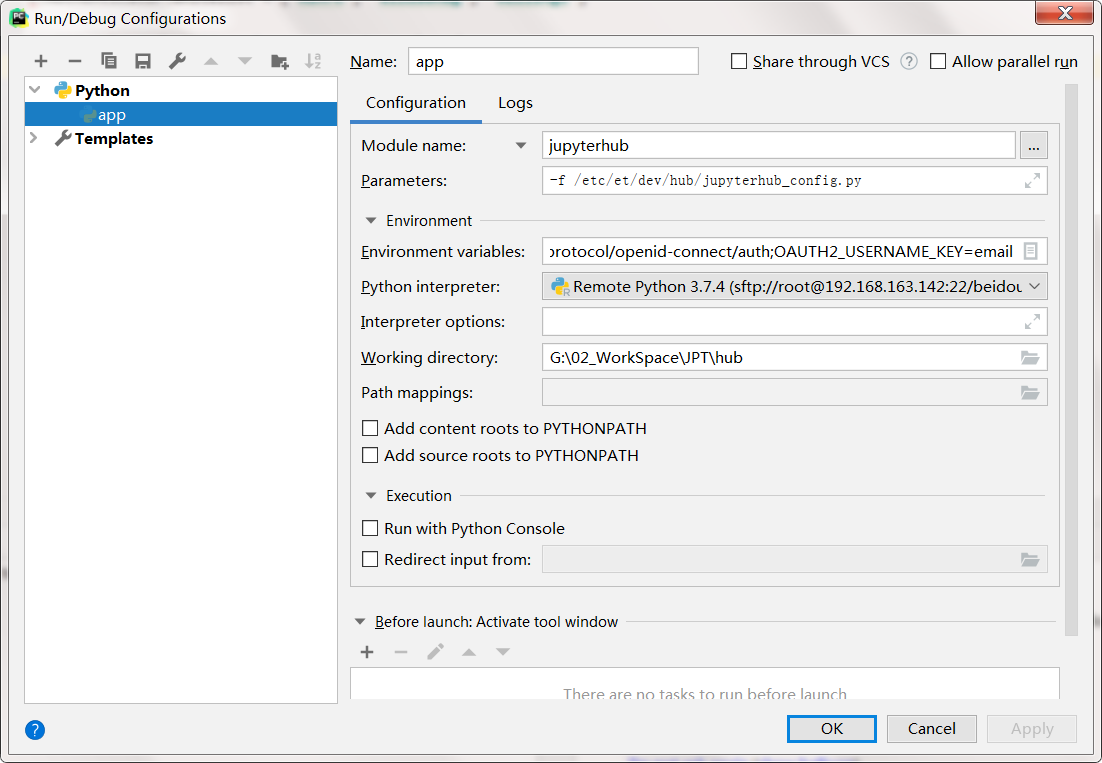 Run/Debug Configurations
Name: app
Share through VCS
Allow parallel run
Python
app
Templates
Configuration
Logs
Module name: jupyterhub
...
Parameters: -f /etc/et/dev/hub/jupyterhub_config.py
Environment
Environment variables: protocol/openid-connect/auth;OAUTH2_USERNAME_KEY=email
Python interpreter: Remote Python 3.7.4 (sftp://root@192.168.163.142:22/beidou
Interpreter options:
Working directory: G:\02_WorkSpace\JPT\hub
Path mappings:
Add content roots to PYTHONPATH
Add source roots to PYTHONPATH
Execution
Run with Python Console
Redirect input from:
Before launch: Activate tool window
There are no tasks to run before launch
OK
Cancel
Apply